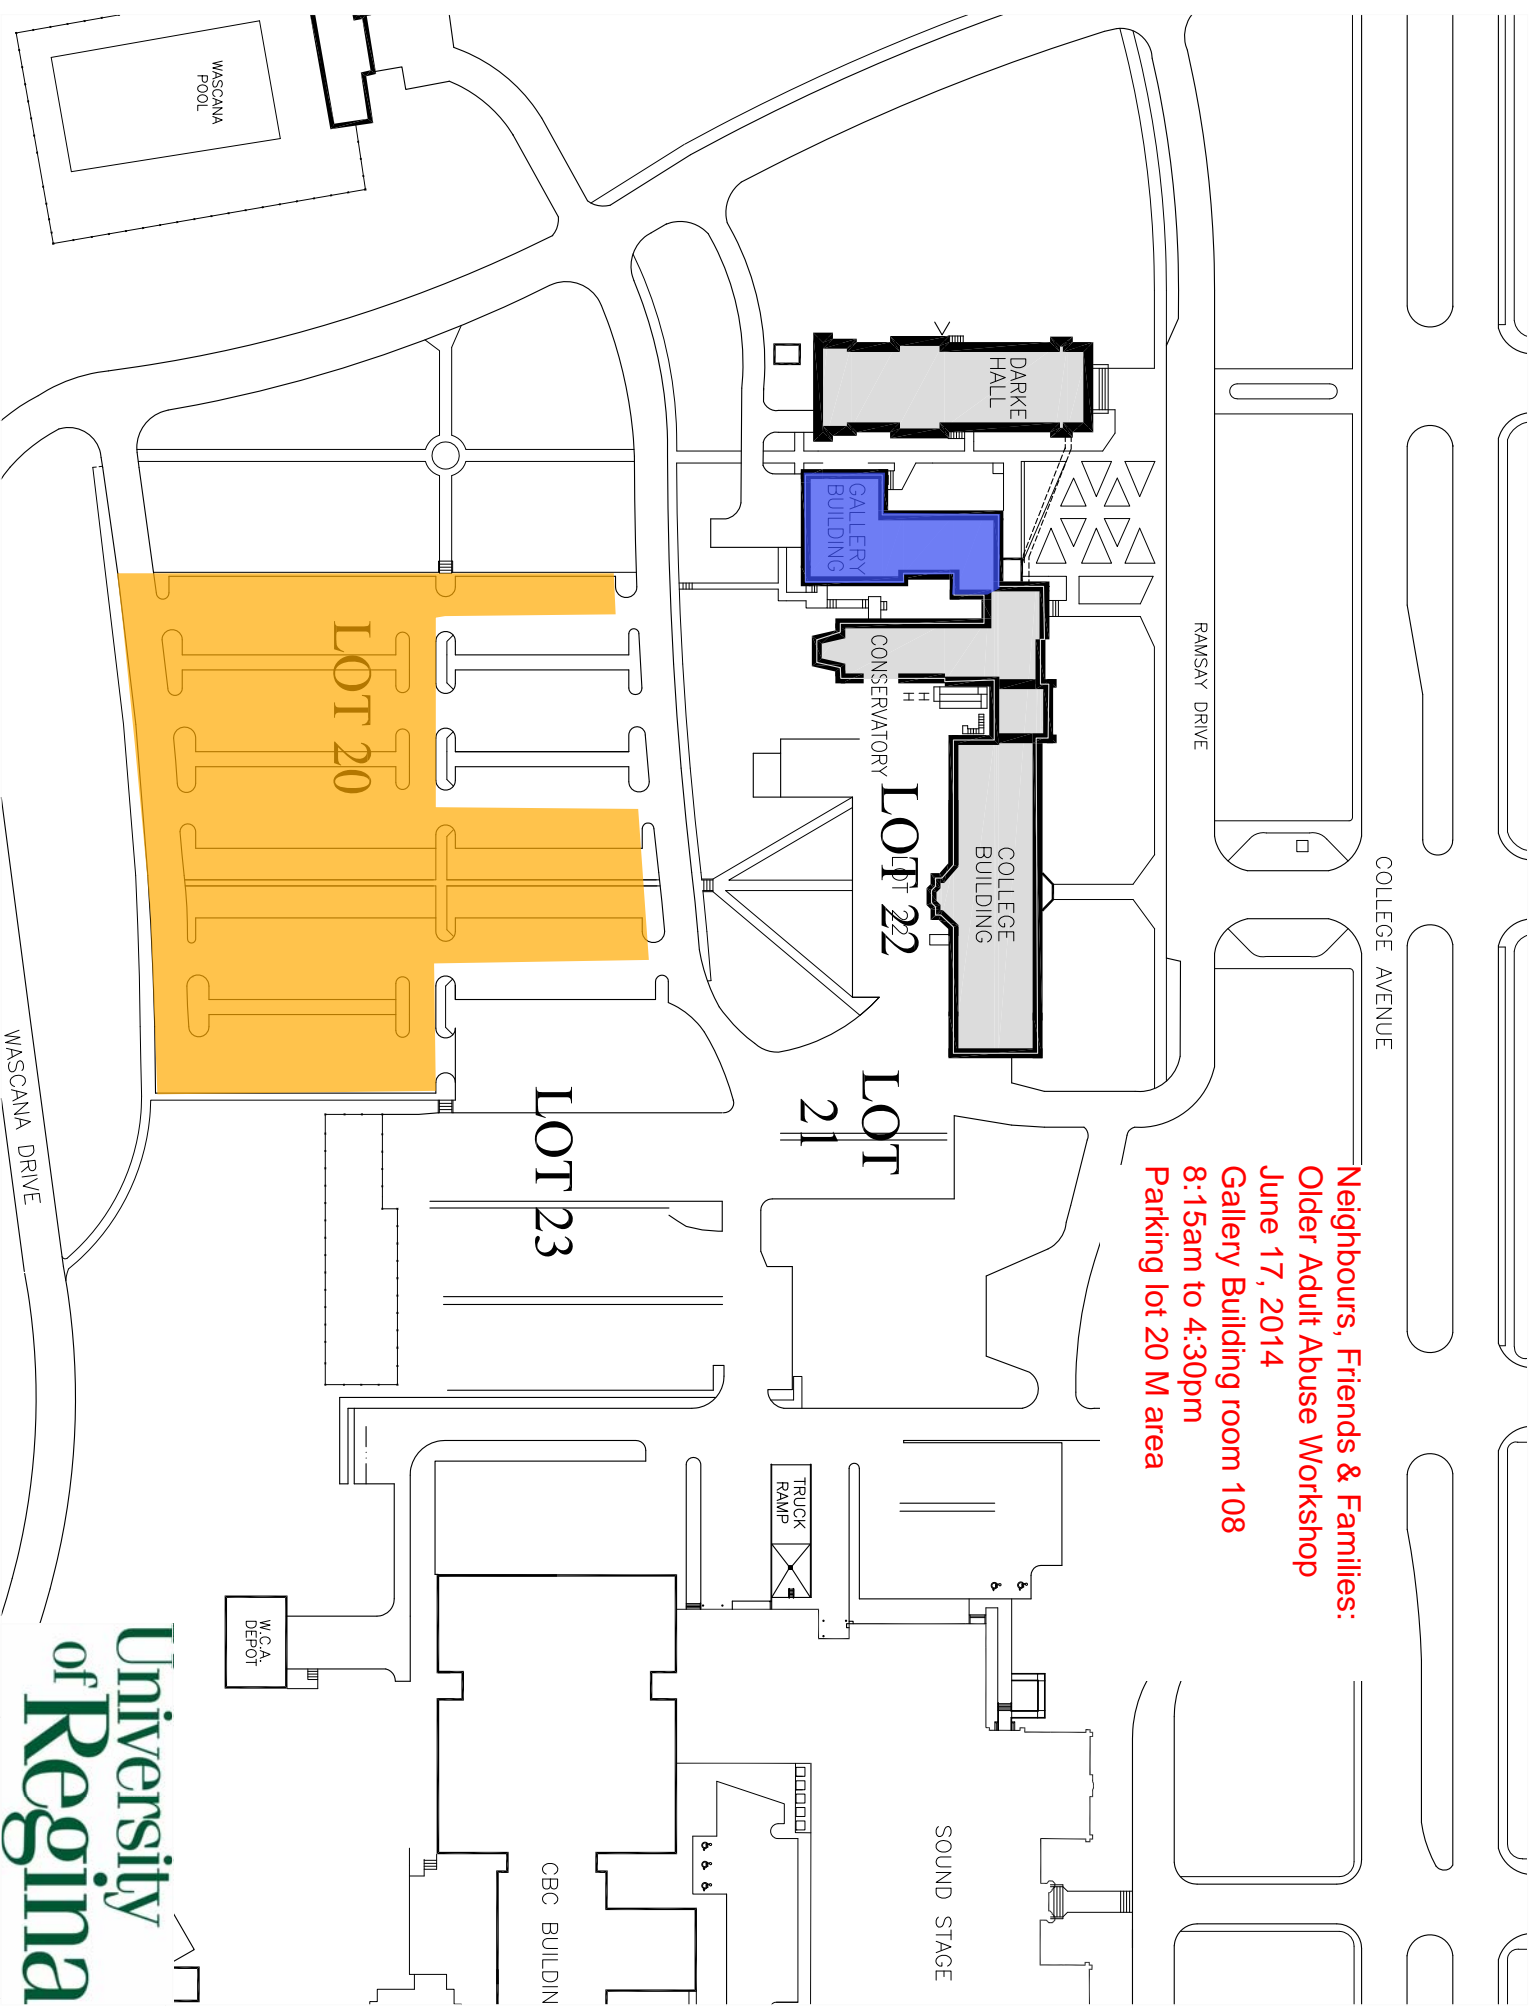 COLLEGE AVENUE
Neighbours, Friends & Families:
Older Adult Abuse Workshop
June 17, 2014
Gallery Building room 108
8:15am to 4:30pm
Parking lot 20 M area
RAMSAY DRIVE
DARKE
HALL
GALLERY
BUILDING
CONSERVATORY
COLLEGE
BUILDING
H
H
LOT 22
LOT 22
LOT
21
SOUND STAGE
TRUCK
RAMP
LOT 23
CBC BUILDIN
LOT 20
WASCANA
POOL
W.C.A.
DEPOT
WASCANA DRIVE
University
of Regina